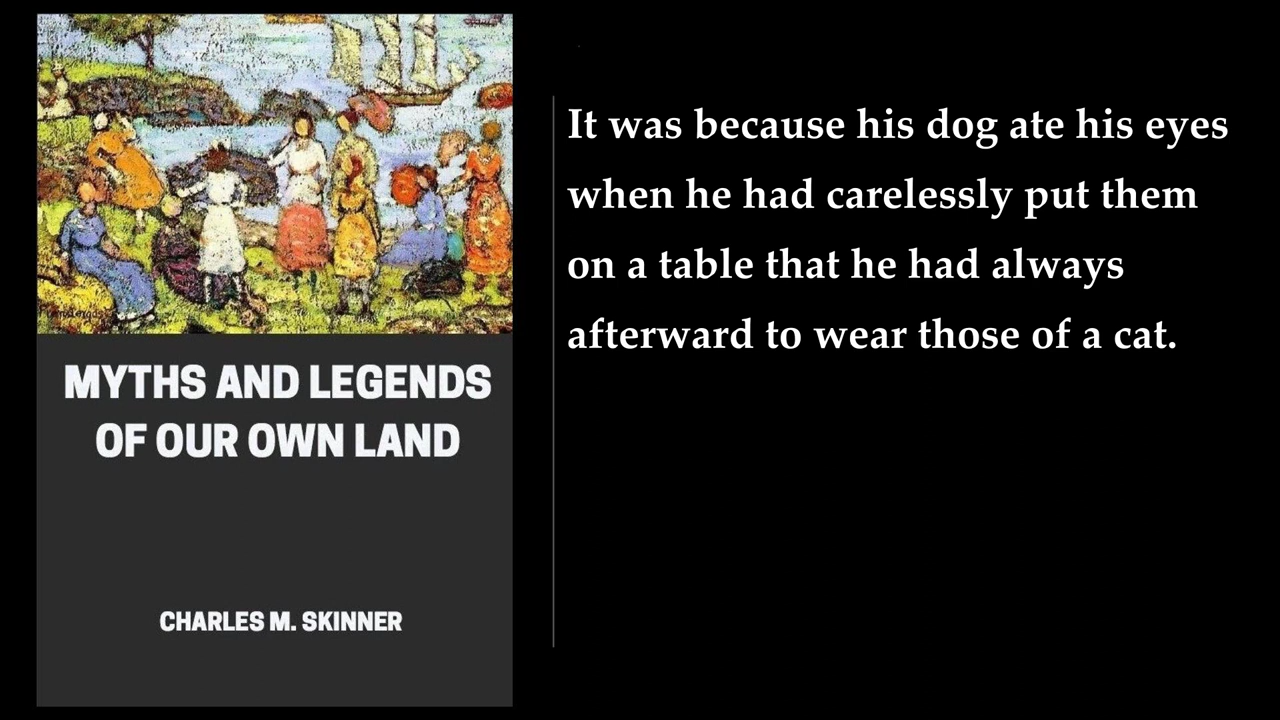 MYTHS AND LEGENDS
OF OUR OWN LAND
CHARLES M. SKINNER
It was because his dog ate his eyes
when he had carelessly put them
on a table that he had always
afterward to wear those of a cat.